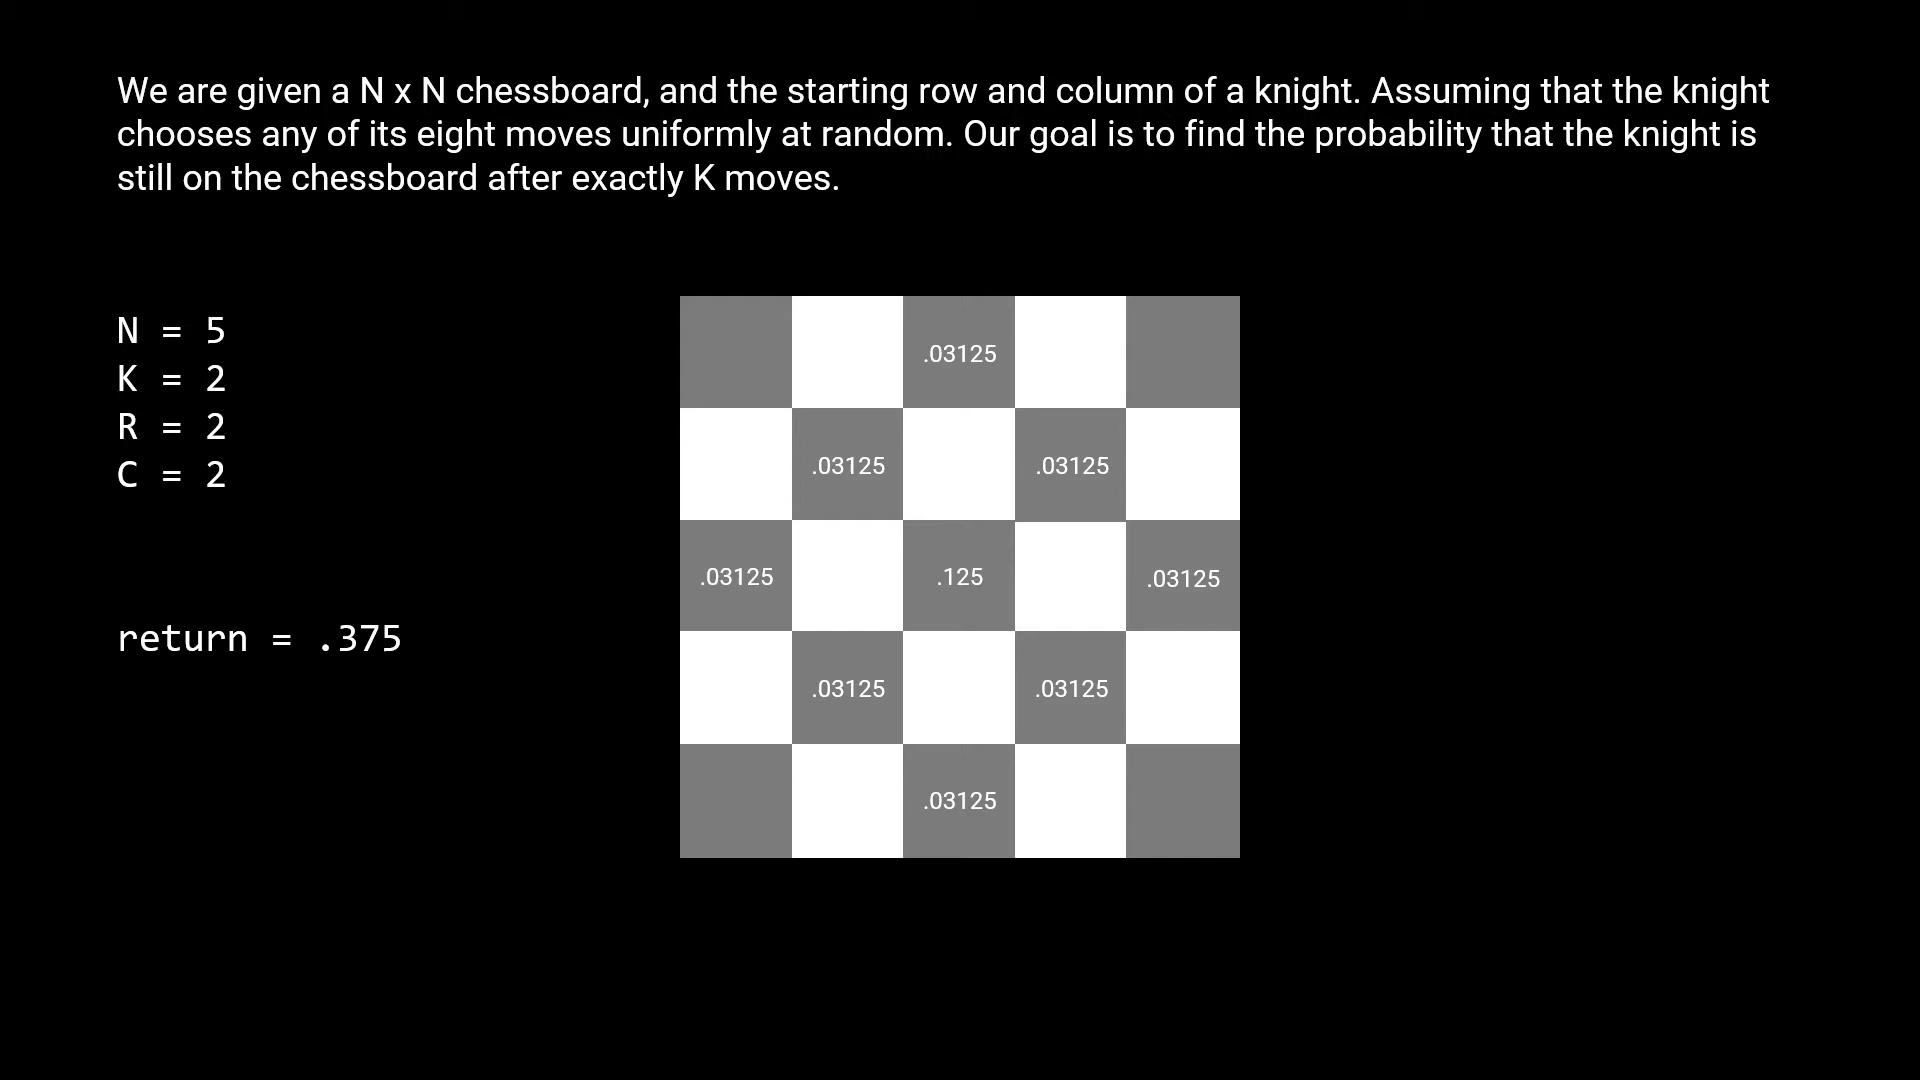 We are given a N x N chessboard, and the starting row and column of a knight. Assuming that the knight
chooses any of its eight moves uniformly at random. Our goal is to find the probability that the knight is
still on the chessboard after exactly K moves.
N = 5
K = 2
R = 2
C = 2
return = .375
.03125
.03125 .03125
.03125 .125 .03125
.03125 .03125
.03125